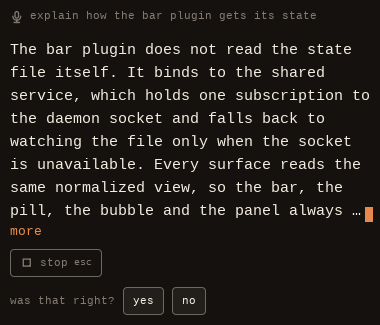 explain how the bar plugin gets its state
The bar plugin does not read the state
file itself. It binds to the shared
service, which holds one subscription to
the daemon socket and falls back to
watching the file only when the socket
is unavailable. Every surface reads the
same normalized view, so the bar, the
pill, the bubble and the panel always …
more
stop esc
was that right? yes no